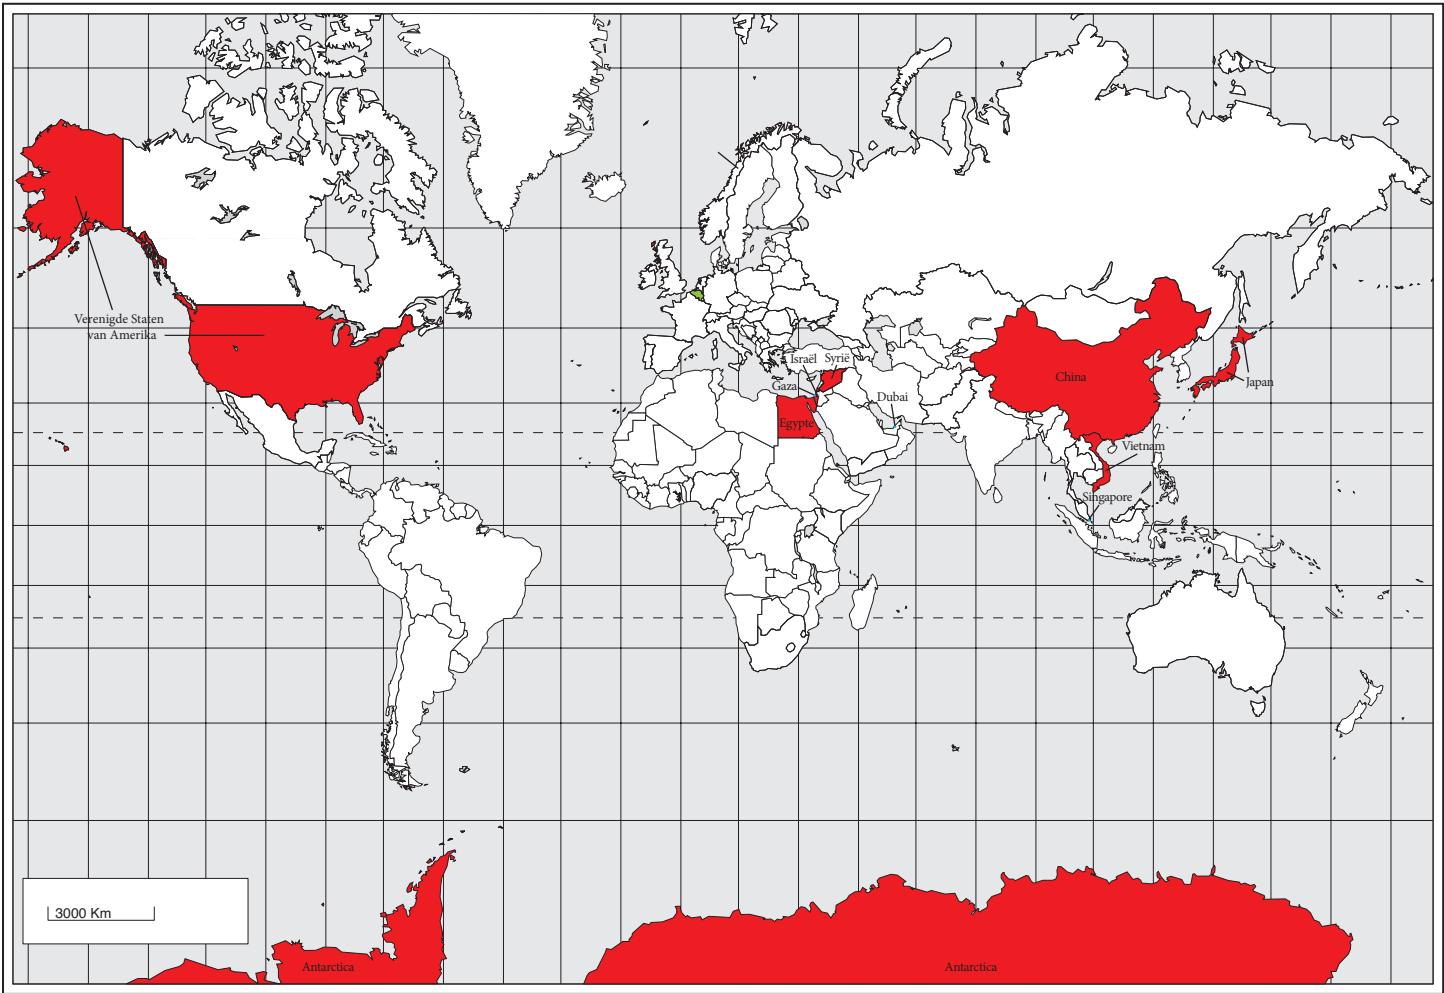 Verenigde Staten
van Amerika
Israël
Syrië
Gaza
Dubai
Egypte
China
Japan
Vietnam
Singapore
3000 Km
Antarctica
Antarctica